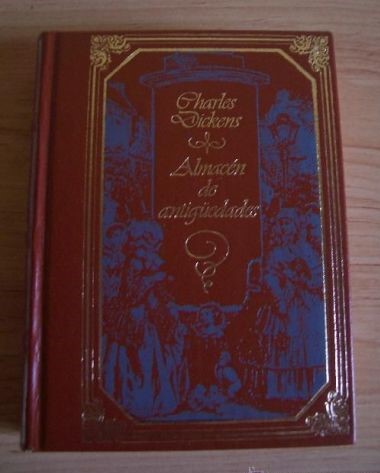 Charles
Dickens
Almacén
de
antigüedades